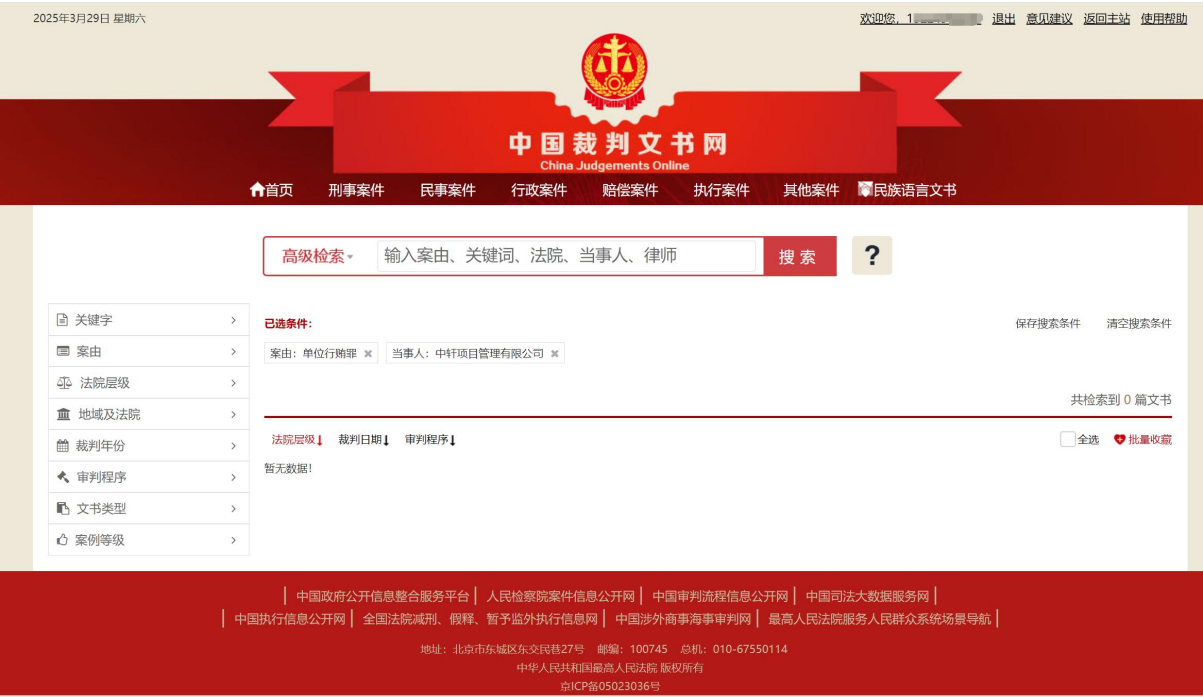 2025年3月29日 星期六
欢迎您, 1 退出 意见建议 返回主站 使用帮助
中国裁判文书网
China Judgements Online
首页 刑事案件 民事案件 行政案件 赔偿案件 执行案件 其他案件 民族语言文书
高级检索 输入案由、关键词、法院、当事人、律师 搜索 ?
关键字
案由
法院层级
地域及法院
裁判年份
审判程序
文书类型
案例等级
已选条件: 保存搜索条件 清空搜索条件
案由: 单位行贿罪 × 当事人: 中轩项目管理有限公司 ×
共检索到 0 篇文书
法院层级↓ 裁判日期↓ 审判程序↓ 全选 批量收藏
暂无数据!
| 中国政府公开信息整合服务平台 | 人民检察院案件信息公开网 | 中国审判流程信息公开网 | 中国司法大数据服务网 |
| 中国执行信息公开网 | 全国法院减刑、假释、暂予监外执行信息网 | 中国涉外商事海事审判网 | 最高人民法院服务人民群众系统场景导航 |
地址: 北京市东城区东交民巷27号 邮编: 100745 总机: 010-67550114
中华人民共和国最高人民法院 版权所有
京ICP备05023036号